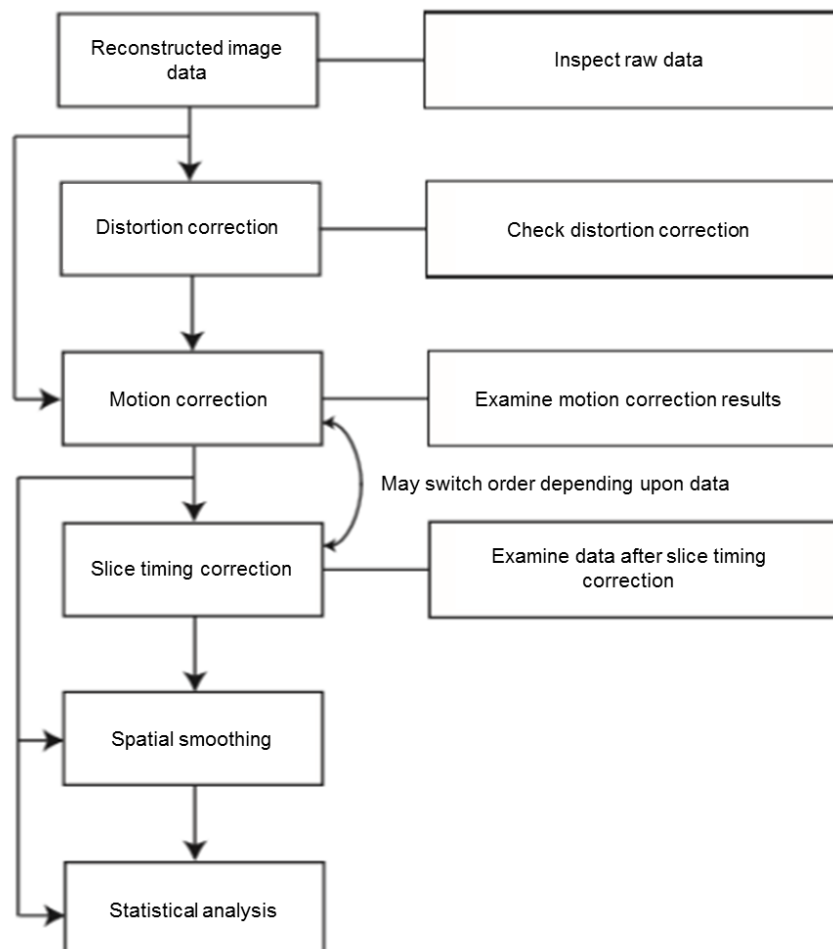 Reconstructed image
data
Inspect raw data
Distortion correction
Check distortion correction
Motion correction
Examine motion correction results
May switch order depending upon data
Slice timing correction
Examine data after slice timing
correction
Spatial smoothing
Statistical analysis